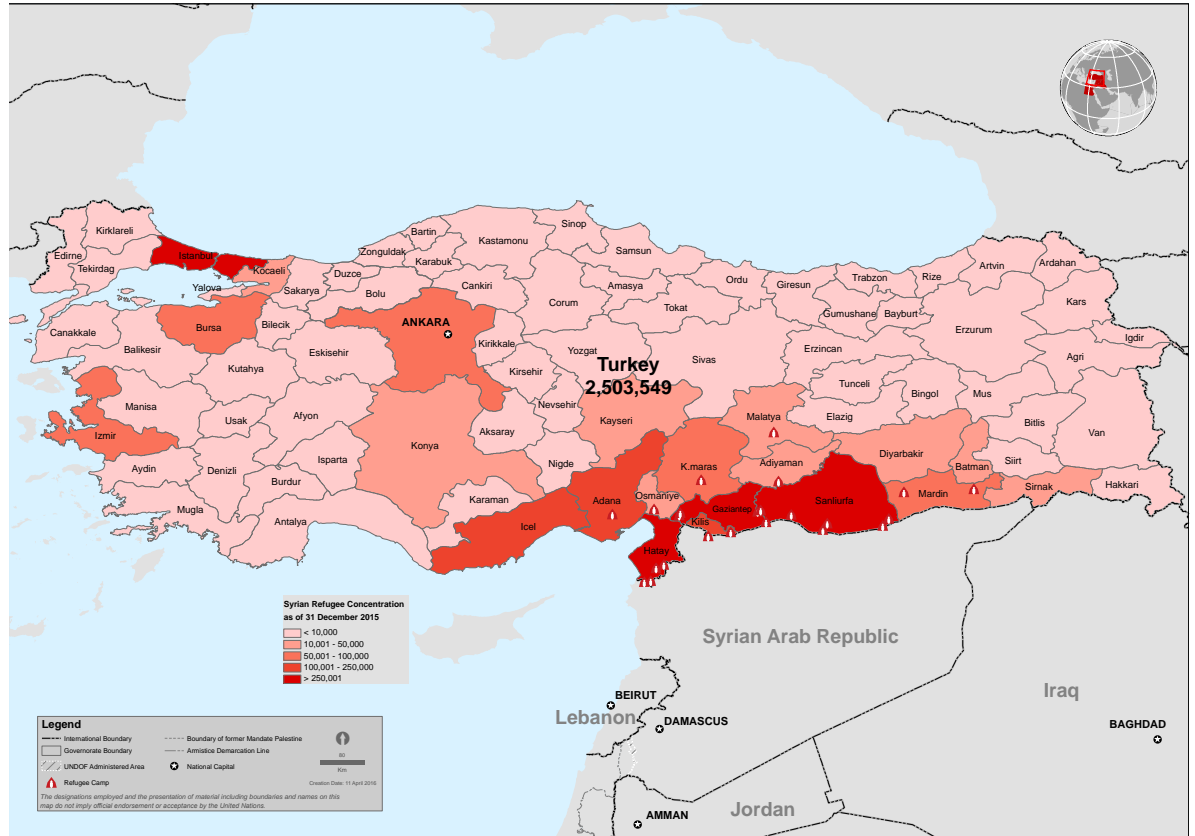 Kirklareli
Edirne
Tekirdag
Istanbul
Kocaeli
Yalova
Sakarya
Duzce
Zonguldak
Bartin
Karabuk
Kastamonu
Sinop
Samsun
Bolu
Cankiri
Corum
Amasya
Tokat
Ordu
Giresun
Trabzon
Rize
Artvin
Ardahan
Gumushane
Bayburt
Kars
Erzurum
Igdir
Agri
Canakkale
Balikesir
Bursa
Bilecik
Eskisehir
Kutahya
ANKARA
Kirikkale
Kirsehir
Yozgat
Turkey
2,503,549
Sivas
Erzincan
Tunceli
Bingol
Mus
Elazig
Malatya
Bitlis
Van
Manisa
Izmir
Usak
Afyon
Aydin
Denizli
Isparta
Burdur
Mugla
Antalya
Konya
Aksaray
Nevsehir
Nigde
Kayseri
Karaman
Icel
Adana
Osmaniye
K.maras
Adiyaman
Diyarbakir
Batman
Siirt
Sirnak
Hakkari
Mardin
Sanliurfa
Gaziantep
Kilis
Hatay
Syrian Arab Republic
Iraq
BAGHDAD
BEIRUT
Lebanon
DAMASCUS
AMMAN
Jordan
Syrian Refugee Concentration
as of 31 December 2015
< 10,000
10,001 - 50,000
50,001 - 100,000
100,001 - 250,000
> 250,001
Legend
International Boundary
Governorate Boundary
UNDOF Administered Area
Refugee Camp
Boundary of former Mandate Palestine
Armistice Demarcation Line
National Capital
80
Km
Creation Date: 11 April 2016
The designations employed and the presentation of material including boundaries and names on this
map do not imply official endorsement or acceptance by the United Nations.